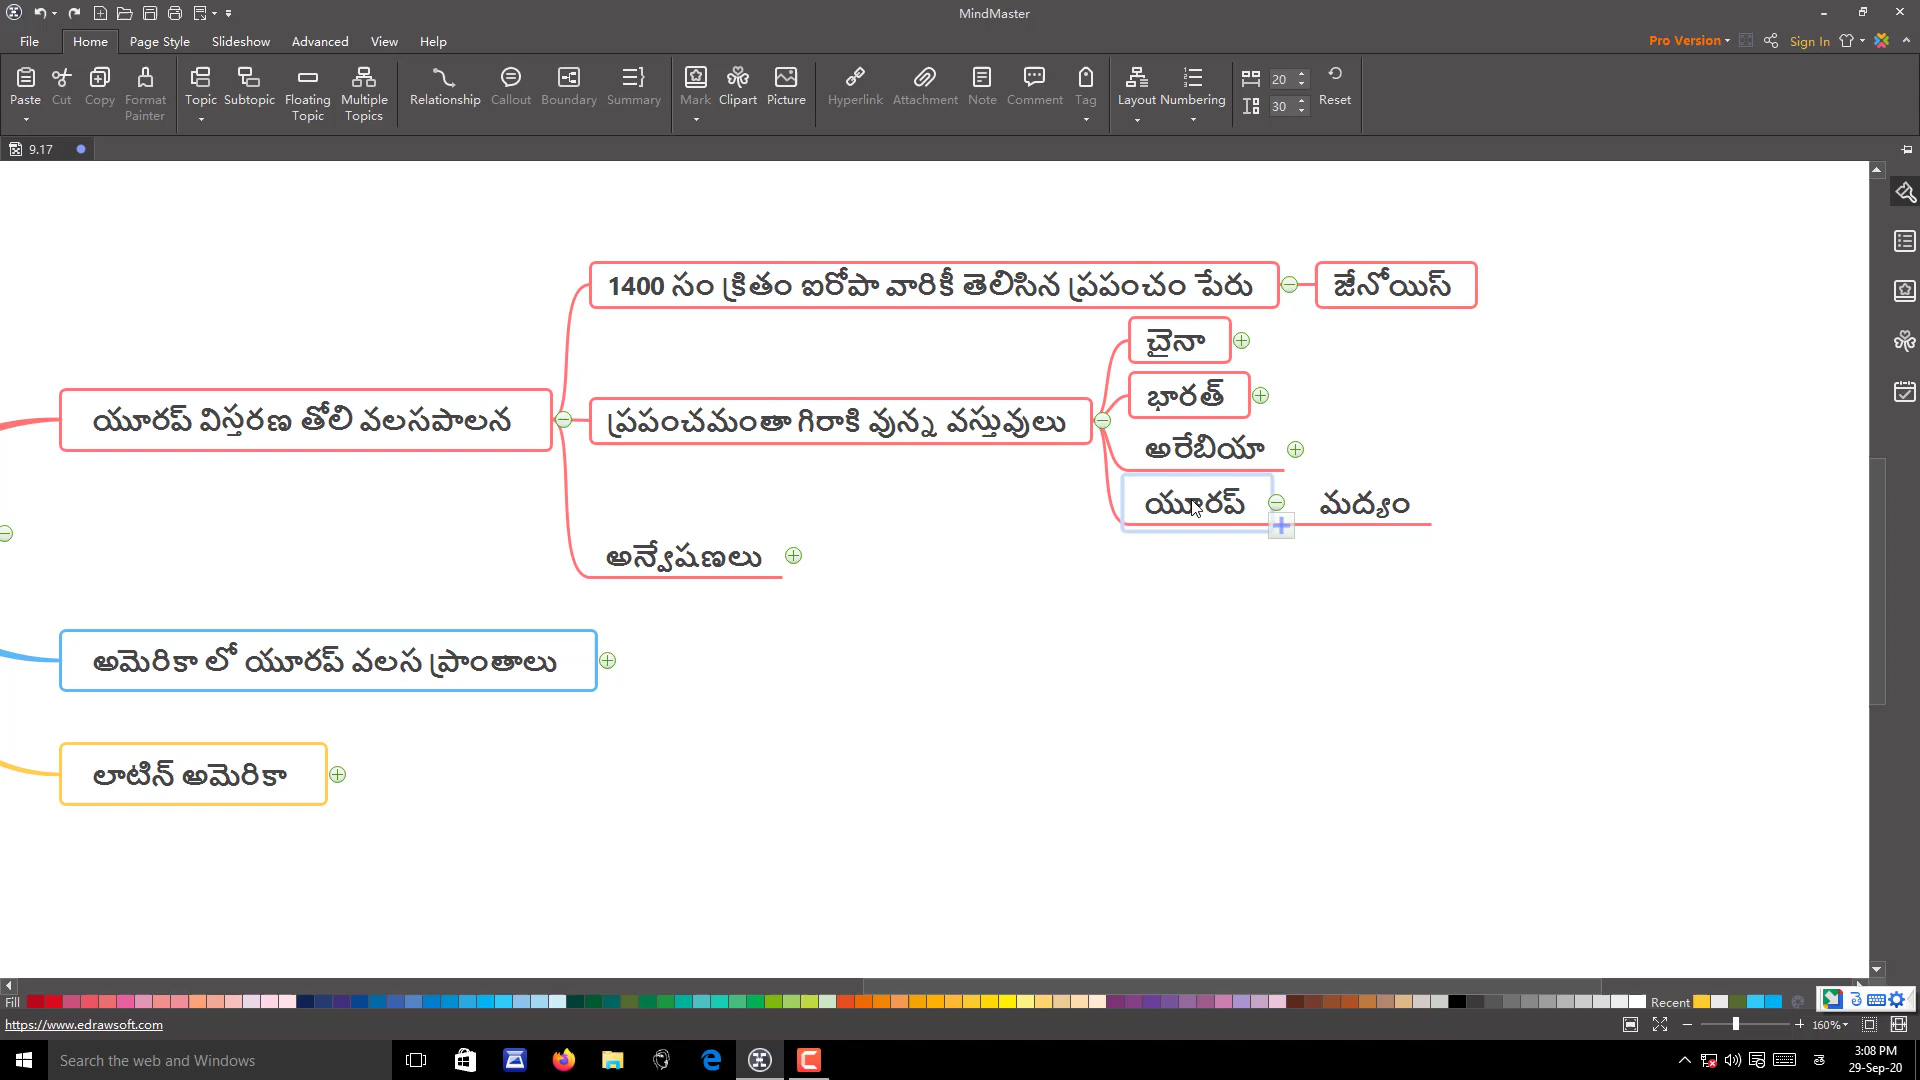 MindMaster
File Home Page Style Slideshow Advanced View Help
Pro Version Sign In
Paste Cut Copy Format Painter Topic Subtopic Floating Topic Multiple Topics Relationship Callout Boundary Summary Mark Clipart Picture Hyperlink Attachment Note Comment Tag Layout Numbering 20 30 Reset
9.17
1400 సం క్రితం ఐరోపా వారికీ తెలిసిన ప్రపంచం పేరు
జేనోయిస్
చైనా
భారత్
యూరప్ విస్తరణ తోలి వలసపాలన
ప్రపంచమంతా గిరాకి వున్న వస్తువులు
అరేబియా
యూరప్
మద్యం
అన్వేషణలు
అమెరికా లో యూరప్ వలస ప్రాంతాలు
లాటిన్ అమెరికా
Fill
Recent
తె
https://www.edrawsoft.com
160%
Search the web and Windows
తె
3:08 PM
29-Sep-20